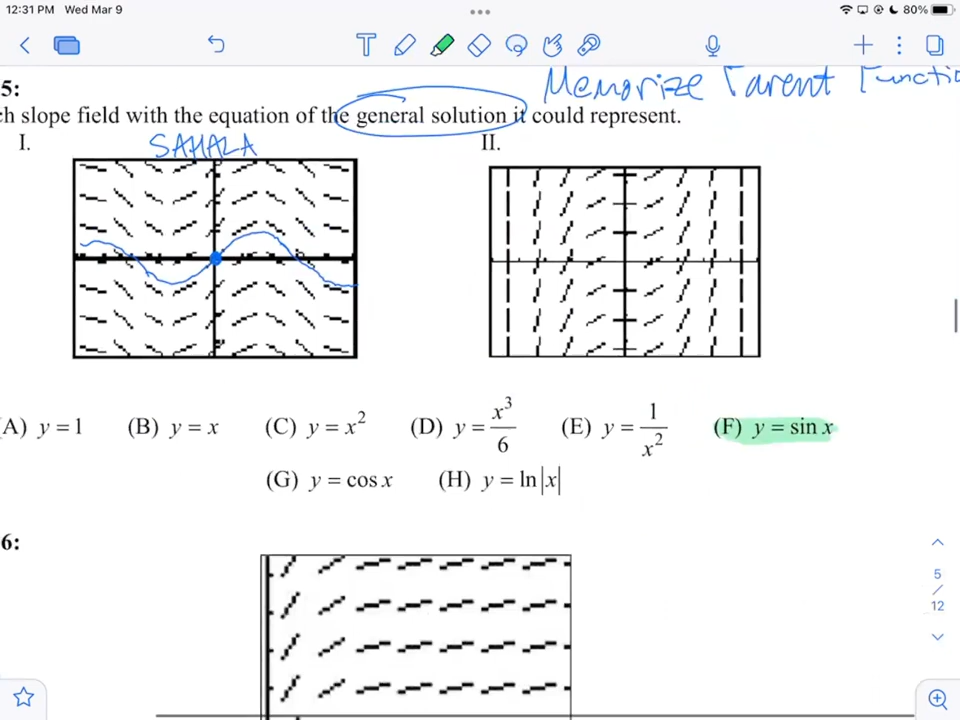 12:31 PM Wed Mar 9
80%
Memorize Parent Functio
5:
ch slope field with the equation of the general solution it could represent.
I.
SAHALA
II.
(A) y = 1 (B) y = x (C) y = x² (D) y = x³/6 (E) y = 1/x² (F) y = sin x
(G) y = cos x (H) y = ln|x|
6:
5
/
12